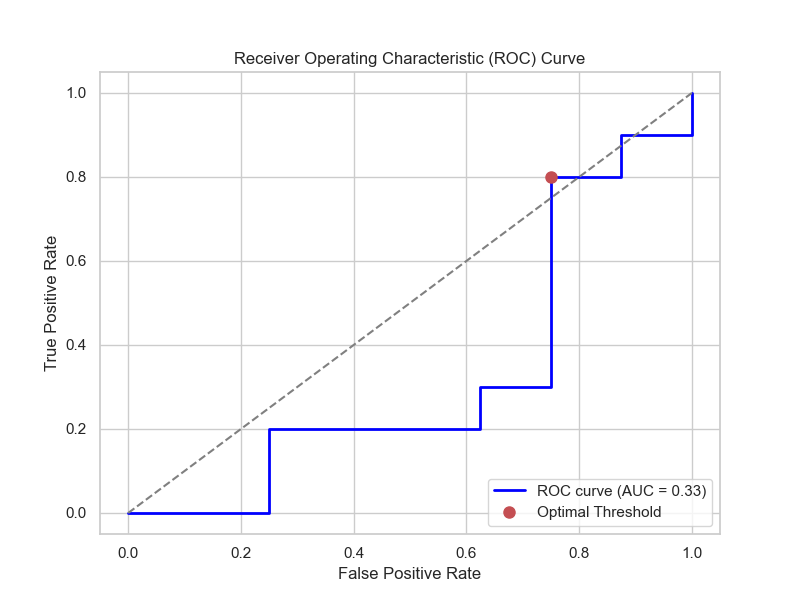 Receiver Operating Characteristic (ROC) Curve
1.0
0.8
0.6
0.4
0.2
0.0
True Positive Rate
ROC curve (AUC = 0.33)
Optimal Threshold
0.0 0.2 0.4 0.6 0.8 1.0
False Positive Rate